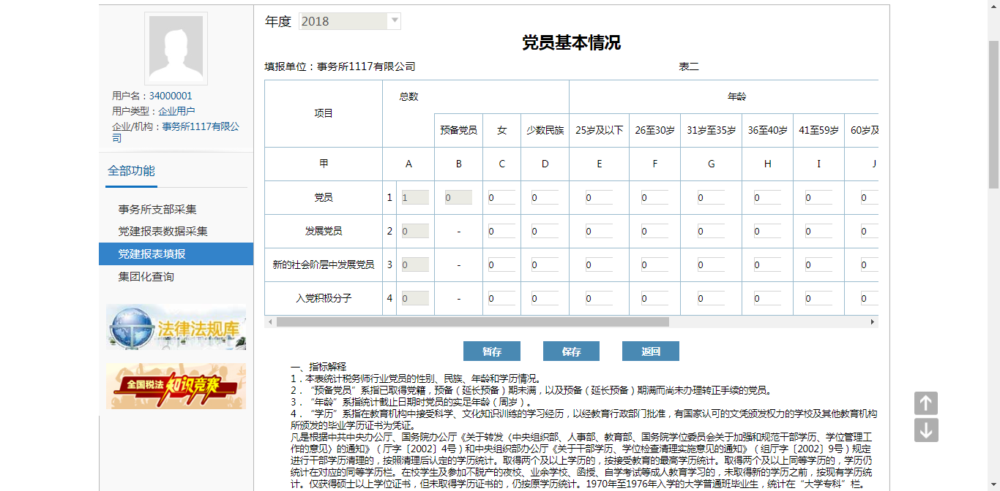 用户名：34000001
用户类型：企业用户
企业/机构：事务所1117有限公
司
全部功能
事务所支部采集
党建报表数据采集
党建报表填报
集团化查询
法律法规库
全国税法知识竞赛
年度 2018
党员基本情况
填报单位：事务所1117有限公司 表二
项目 总数 年龄
预备党员 女 少数民族 25岁及以下 26至30岁 31岁至35岁 36至40岁 41至59岁 60岁及
甲 A B C D E F G H I J
党员 1 1 0 0 0 0 0 0 0 0 0
发展党员 2 0 - 0 0 0 0 0 0 0 0
新的社会阶层中发展党员 3 0 - 0 0 0 0 0 0 0 0
入党积极分子 4 0 - 0 0 0 0 0 0 0 0
暂存 保存 返回
一、指标解释
1．本表统计税务师行业党员的性别、民族、年龄和学历情况。
2．“预备党员”系指已取得党籍，预备（延长预备）期未满，以及预备（延长预备）期满而尚未办理转正手续的党员。
3．“年龄”系指统计截止日期时党员的实足年龄（周岁）。
4．“学历”系指在教育机构中接受科学、文化知识训练的学习经历，以经教育行政部门批准，有国家认可的文凭颁发权力的学校及其他教育机构
所颁发的毕业学历证书为凭证。
凡是根据中共中央办公厅、国务院办公厅《关于转发〈中央组织部、人事部、教育部、国务院学位委员会关于加强和规范干部学历、学位管理工
作的意见〉的通知》（厅字〔2002〕4号）和中央组织部办公厅《关于干部学历、学位检查清理实施意见的通知》（组厅字〔2002〕9号）规定
进行干部学历清理的，按照清理后认定的学历统计。取得两个及以上学历的，按接受教育的最高学历统计。取得两个及以上同等学历的，学历仍
统计在对应的同等学历栏。在校学生及参加不脱产的夜校、业余学校、函授、自学考试等成人教育学习的，未取得新的学历之前，按现有学历统
计。仅获得硕士以上学位证书，但未取得学历证书的，仍按原学历统计。1970年至1976年入学的大学普通班毕业生，统计在“大学专科”栏。